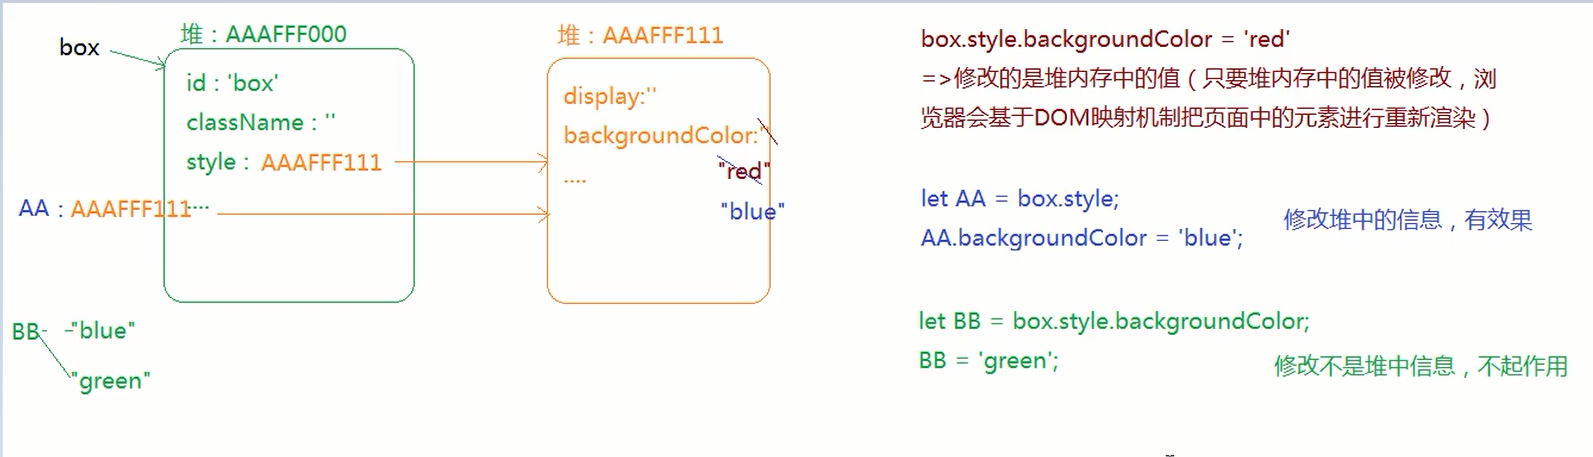 box
堆：AAAFFF000
id : 'box'
className : ''
style : AAAFFF111
....
AA : AAAFFF111
BB
"blue"
"green"
堆：AAAFFF111
display:''
backgroundColor:''
"red"
"blue"
....
box.style.backgroundColor = 'red'
=>修改的是堆内存中的值（只要堆内存中的值被修改，浏
览器会基于DOM映射机制把页面中的元素进行重新渲染）
let AA = box.style;
AA.backgroundColor = 'blue';
修改堆中的信息，有效果
let BB = box.style.backgroundColor;
BB = 'green';
修改不是堆中信息，不起作用